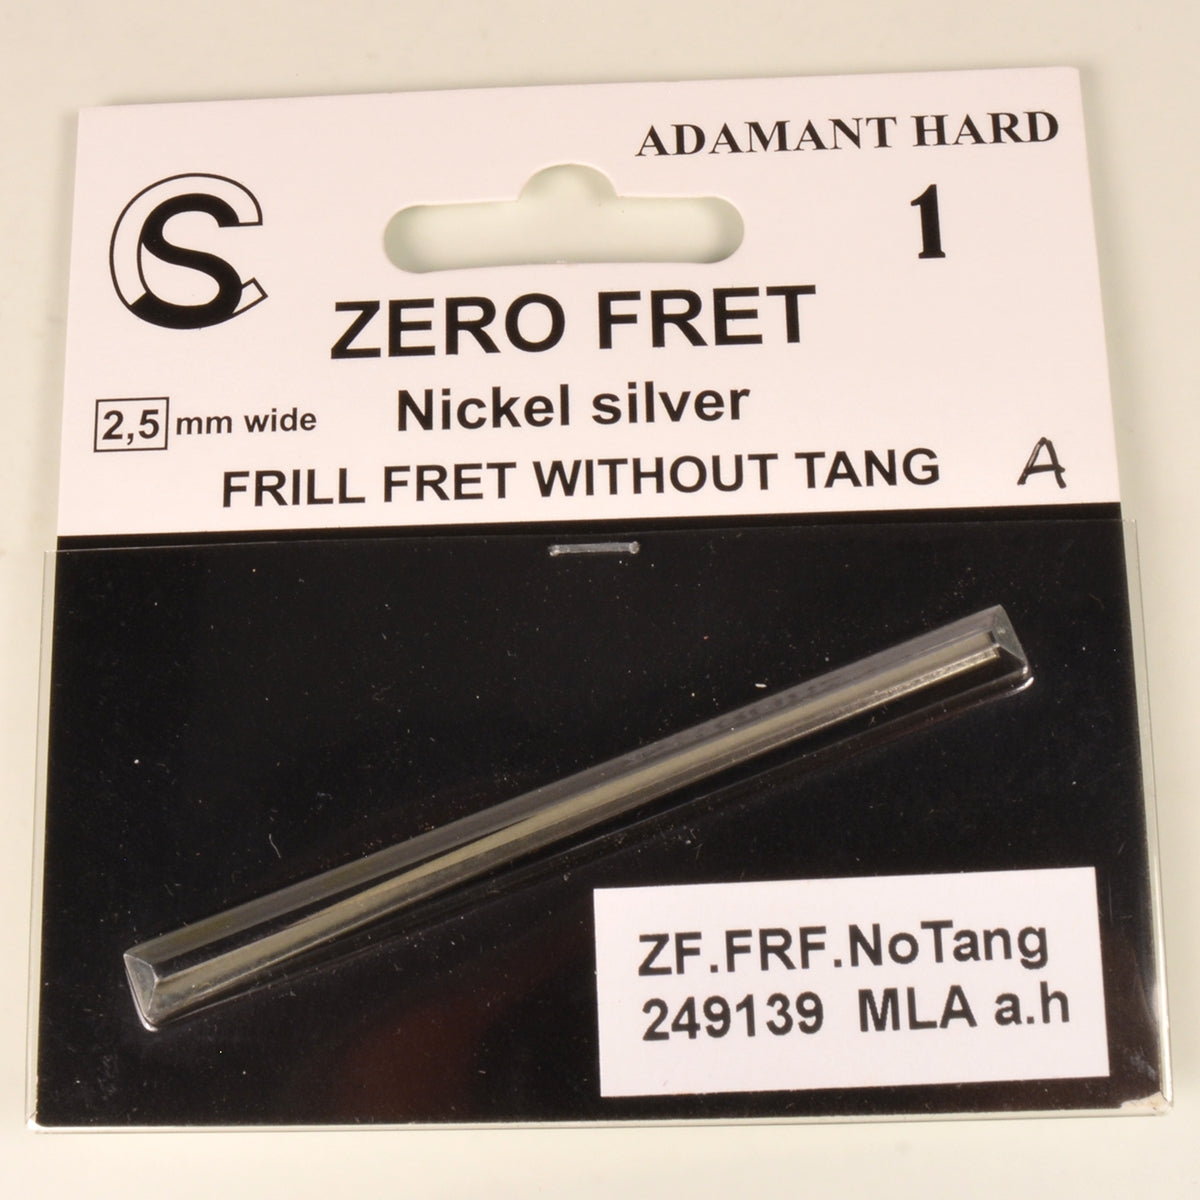 ADAMANT HARD
CS
1
ZERO FRET
2,5 mm wide
Nickel silver
FRILL FRET WITHOUT TANG
A
ZF.FRF.NoTang
249139 MLA a.h